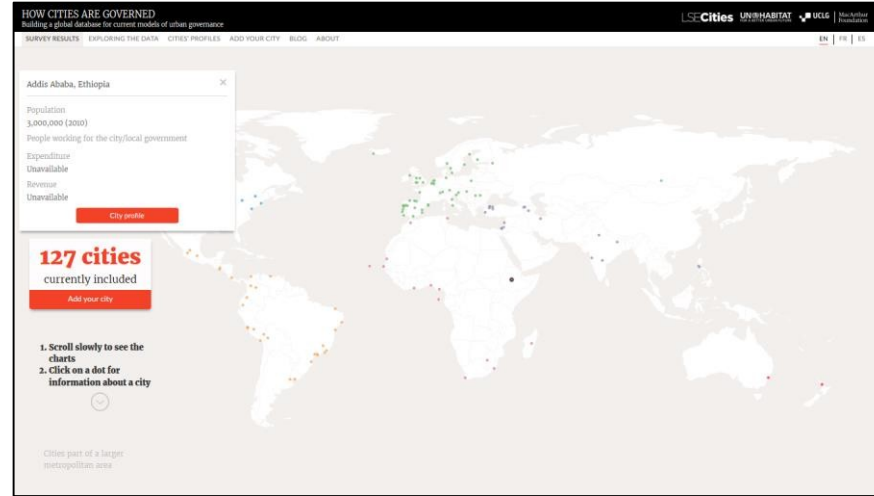 HOW CITIES ARE GOVERNED
Building a global database for current models of urban governance
LSECities UN-HABITAT UCLG MacArthur Foundation
FOR A BETTER URBAN FUTURE
SURVEY RESULTS EXPLORING THE DATA CITIES' PROFILES ADD YOUR CITY BLOG ABOUT
EN | FR | ES
Addis Ababa, Ethiopia ×
Population
3,000,000 (2010)
People working for the city/local government
Expenditure
Unavailable
Revenue
Unavailable
City profile
127 cities
currently included
Add your city
1. Scroll slowly to see the
charts
2. Click on a dot for
information about a city
Cities part of a larger
metropolitan area